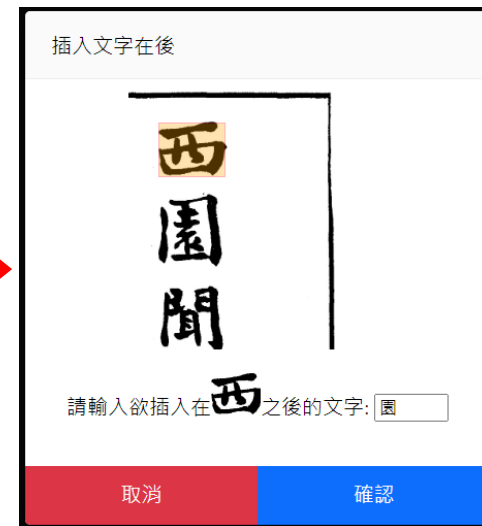 插入文字在後
西
園
聞
請輸入欲插入在西之後的文字: 園
取消
確認